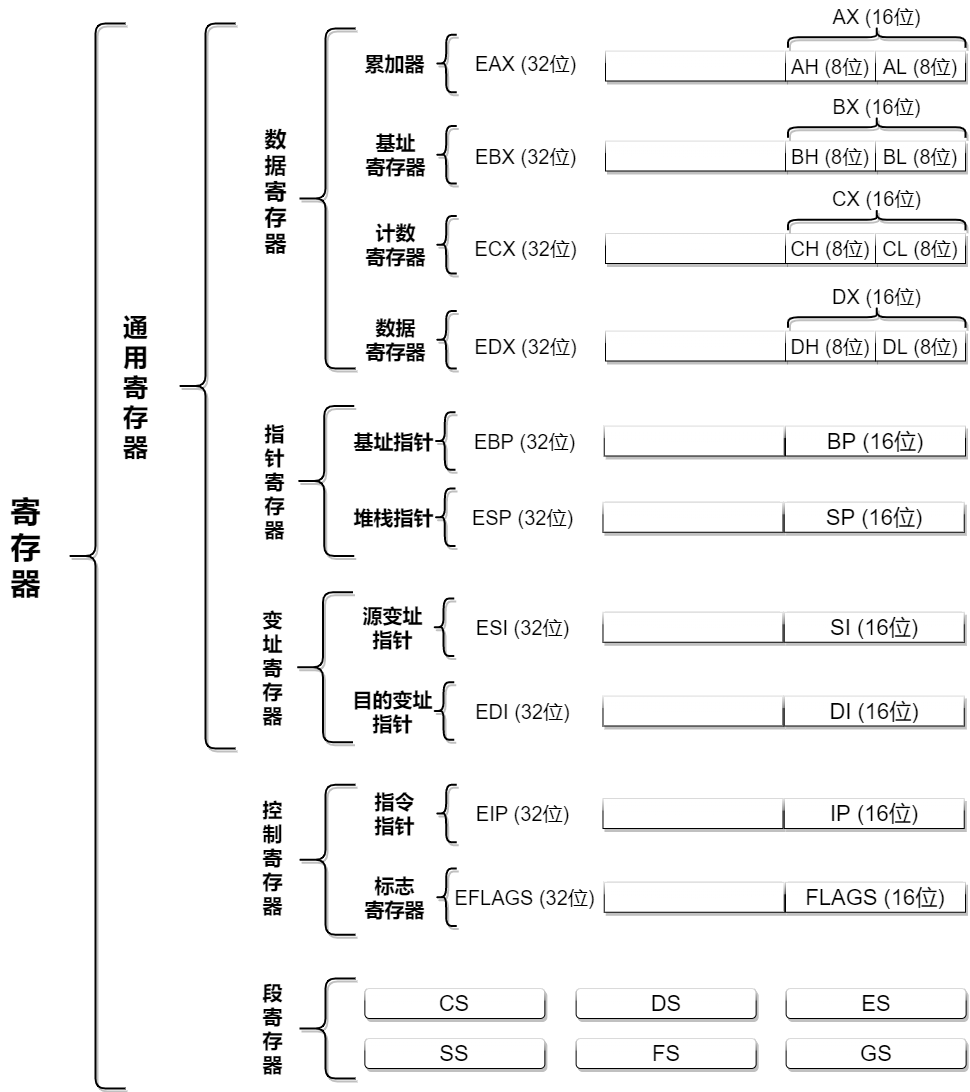 寄存器
通用寄存器
数据寄存器
累加器
EAX (32位)
AX (16位)
AH (8位)
AL (8位)
基址
寄存器
EBX (32位)
BX (16位)
BH (8位)
BL (8位)
计数
寄存器
ECX (32位)
CX (16位)
CH (8位)
CL (8位)
数据
寄存器
EDX (32位)
DX (16位)
DH (8位)
DL (8位)
指针寄存器
基址指针
EBP (32位)
BP (16位)
堆栈指针
ESP (32位)
SP (16位)
变址寄存器
源变址
指针
ESI (32位)
SI (16位)
目的变址
指针
EDI (32位)
DI (16位)
控制寄存器
指令
指针
EIP (32位)
IP (16位)
标志
寄存器
EFLAGS (32位)
FLAGS (16位)
段寄存器
CS
DS
ES
SS
FS
GS